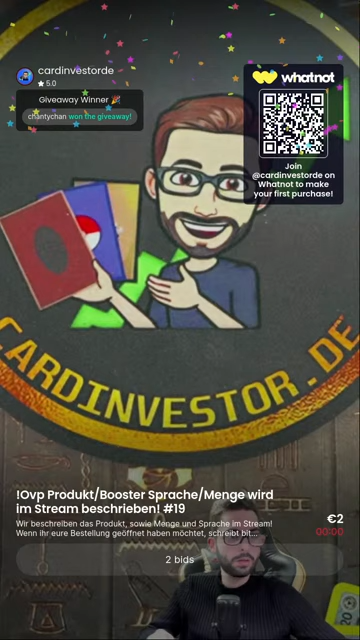 cardinvestorde
★ 5.0
Giveaway Winner 🎉
chantychan won the giveaway!
whatnot
Join
@cardinvestorde on
Whatnot to make
your first purchase!
CARDINVESTOR.DE
!Ovp Produkt/Booster Sprache/Menge wird
im Stream beschrieben! #19
€2
Wir beschreiben das Produkt, sowie Menge und Sprache im Stream!
00:00
Wenn ihr eure Bestellung geöffnet haben möchtet, schreibt bit...
2 bids